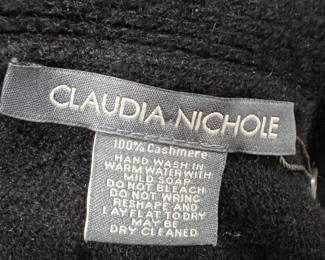 CLAUDIA NICHOLE
100% Cashmere
HAND WASH IN
WARM WATER WITH
MILD SOAP
DO NOT BLEACH
DO NOT WRING
RESHAPE AND
LAY FLAT TO DRY
MAY BE
DRY CLEANED